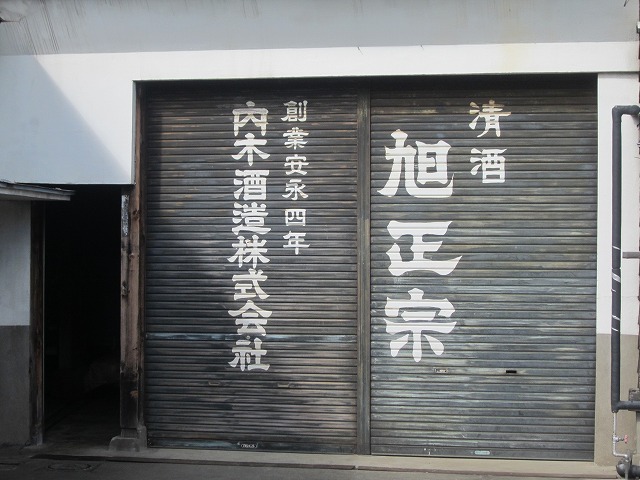 清酒
旭正宗
創業安永四年
内木酒造株式会社